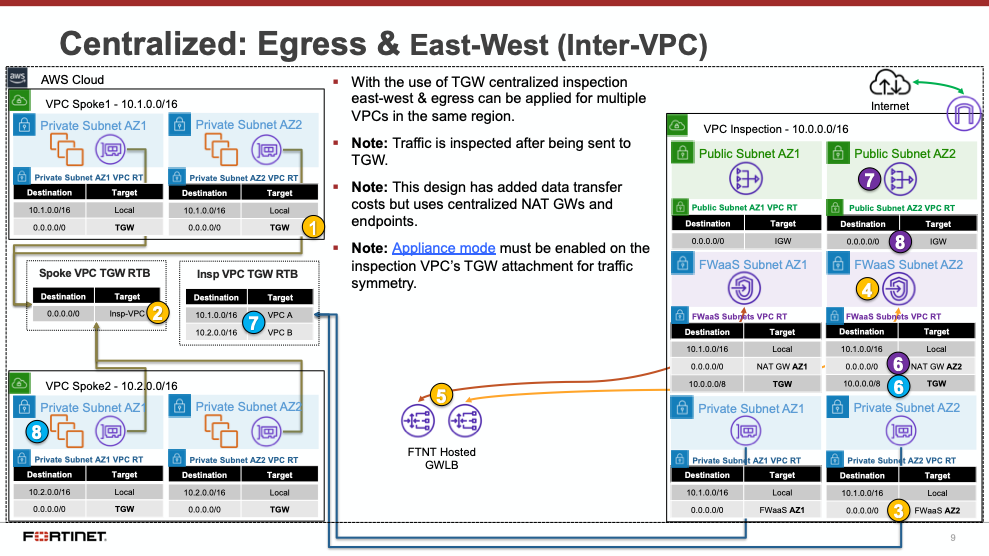 Centralized: Egress & East-West (Inter-VPC)
aws
AWS Cloud
VPC Spoke1 - 10.1.0.0/16
Private Subnet AZ1
Private Subnet AZ2
Private Subnet AZ1 VPC RT
Private Subnet AZ2 VPC RT
Destination Target
10.1.0.0/16 Local
0.0.0.0/0 TGW
Destination Target
10.1.0.0/16 Local
0.0.0.0/0 TGW
1
Spoke VPC TGW RTB
Destination Target
0.0.0.0/0 Insp-VPC
2
Insp VPC TGW RTB
Destination Target
10.1.0.0/16 VPC A
10.2.0.0/16 VPC B
7
VPC Spoke2 - 10.2.0.0/16
Private Subnet AZ1
Private Subnet AZ2
8
Private Subnet AZ1 VPC RT
Private Subnet AZ2 VPC RT
Destination Target
10.2.0.0/16 Local
0.0.0.0/0 TGW
Destination Target
10.2.0.0/16 Local
0.0.0.0/0 TGW
With the use of TGW centralized inspection
east-west & egress can be applied for multiple
VPCs in the same region.
Note: Traffic is inspected after being sent to
TGW.
Note: This design has added data transfer
costs but uses centralized NAT GWs and
endpoints.
Note: Appliance mode must be enabled on the
inspection VPC's TGW attachment for traffic
symmetry.
5
FTNT Hosted
GWLB
Internet
VPC Inspection - 10.0.0.0/16
Public Subnet AZ1
Public Subnet AZ2
7
Public Subnet AZ1 VPC RT
Public Subnet AZ2 VPC RT
Destination Target
0.0.0.0/0 IGW
Destination Target
0.0.0.0/0 IGW
8
FWaaS Subnet AZ1
FWaaS Subnet AZ2
4
FWaaS Subnets VPC RT
FWaaS Subnets VPC RT
Destination Target
10.1.0.0/16 Local
0.0.0.0/0 NAT GW AZ1
10.0.0.0/8 TGW
Destination Target
10.1.0.0/16 Local
0.0.0.0/0 NAT GW AZ2
10.0.0.0/8 TGW
6
6
Private Subnet AZ1
Private Subnet AZ2
Private Subnet AZ1 VPC RT
Private Subnet AZ2 VPC RT
Destination Target
10.1.0.0/16 Local
0.0.0.0/0 FWaaS AZ1
Destination Target
10.1.0.0/16 Local
0.0.0.0/0 FWaaS AZ2
3
FORTINET
9